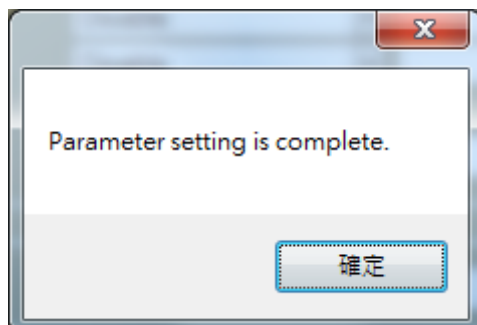 Parameter setting is complete.
確定